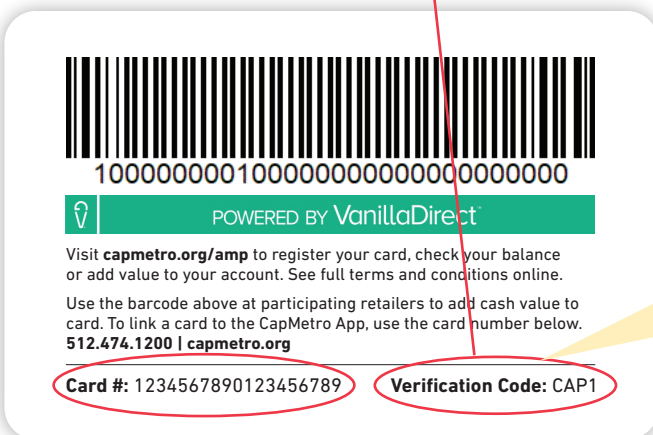 100000000100000000000000000000
POWERED BY VanillaDirect
Visit capmetro.org/amp to register your card, check your balance
or add value to your account. See full terms and conditions online.
Use the barcode above at participating retailers to add cash value to
card. To link a card to the CapMetro App, use the card number below.
512.474.1200 | capmetro.org
Card #: 1234567890123456789 Verification Code: CAP1